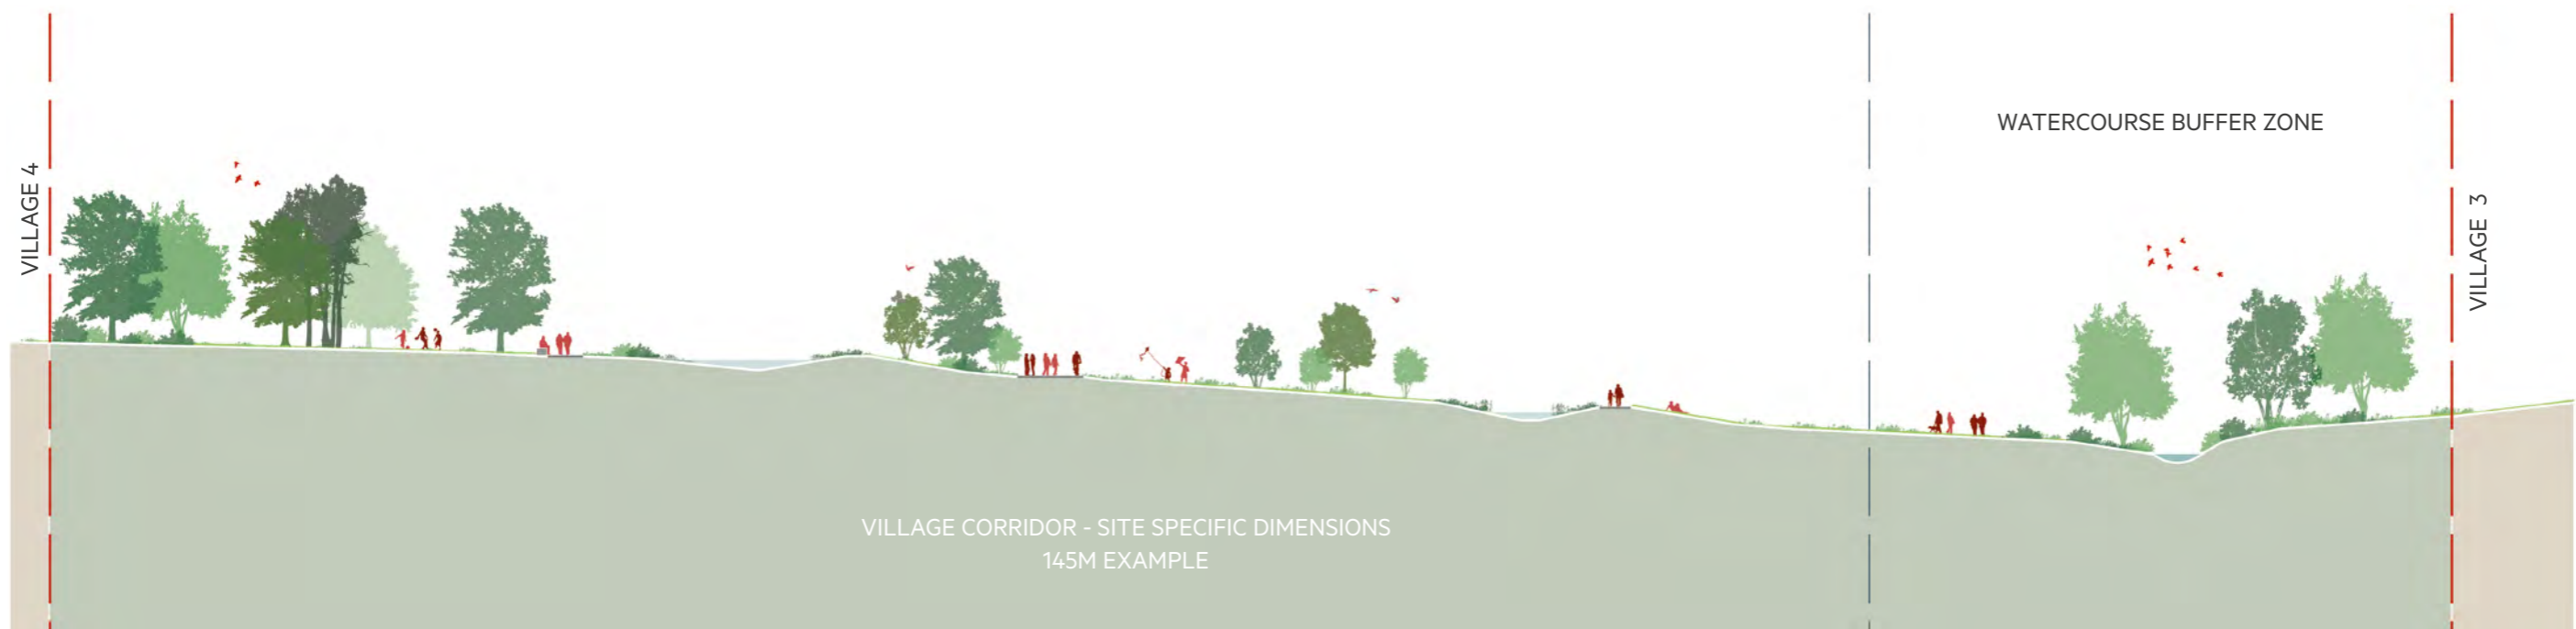 VILLAGE 4
WATERCOURSE BUFFER ZONE
VILLAGE 3
VILLAGE CORRIDOR - SITE SPECIFIC DIMENSIONS
145M EXAMPLE